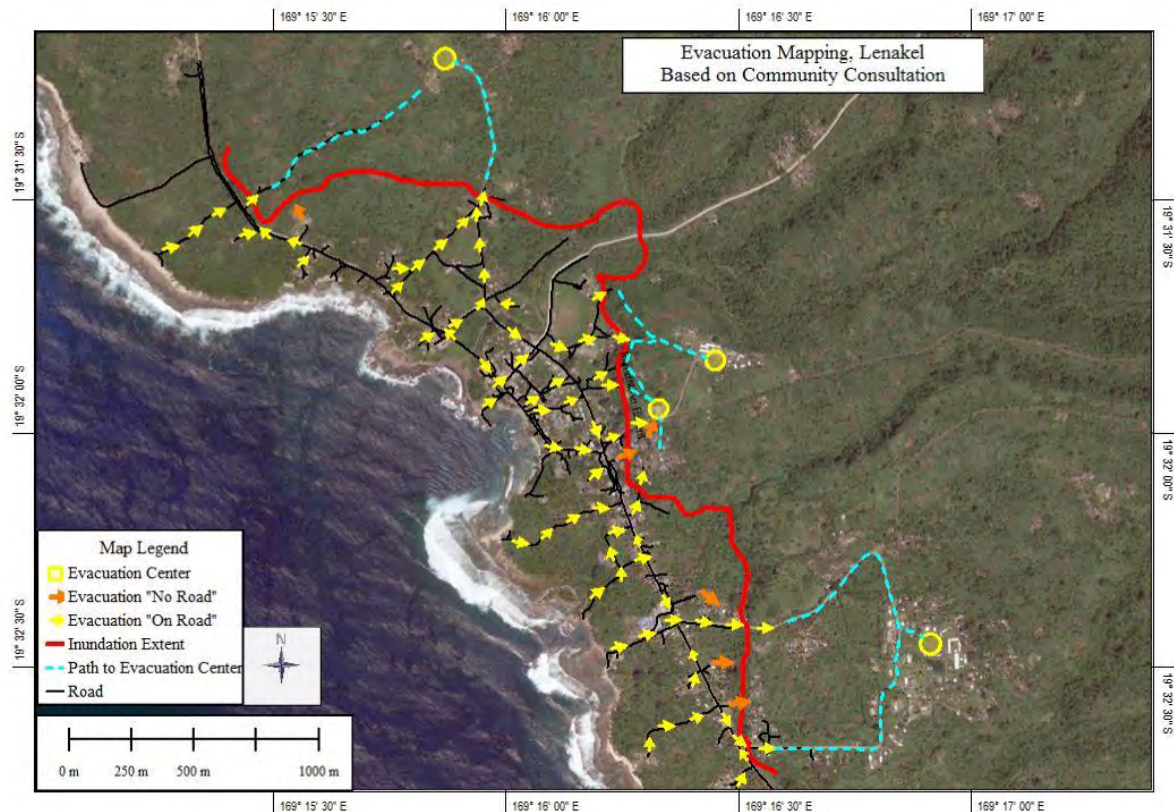 169° 15' 30" E
169° 16' 00" E
169° 16' 30" E
169° 17' 00" E
Evacuation Mapping, Lenakel
Based on Community Consultation
19° 31' 30" S
19° 31' 30" S
19° 32' 00" S
19° 32' 00" S
19° 32' 30" S
19° 32' 30" S
Map Legend
Evacuation Center
Evacuation "No Road"
Evacuation "On Road"
Inundation Extent
Path to Evacuation Center
Road
N
0 m 250 m 500 m 1000 m
169° 15' 30" E
169° 16' 00" E
169° 16' 30" E
169° 17' 00" E